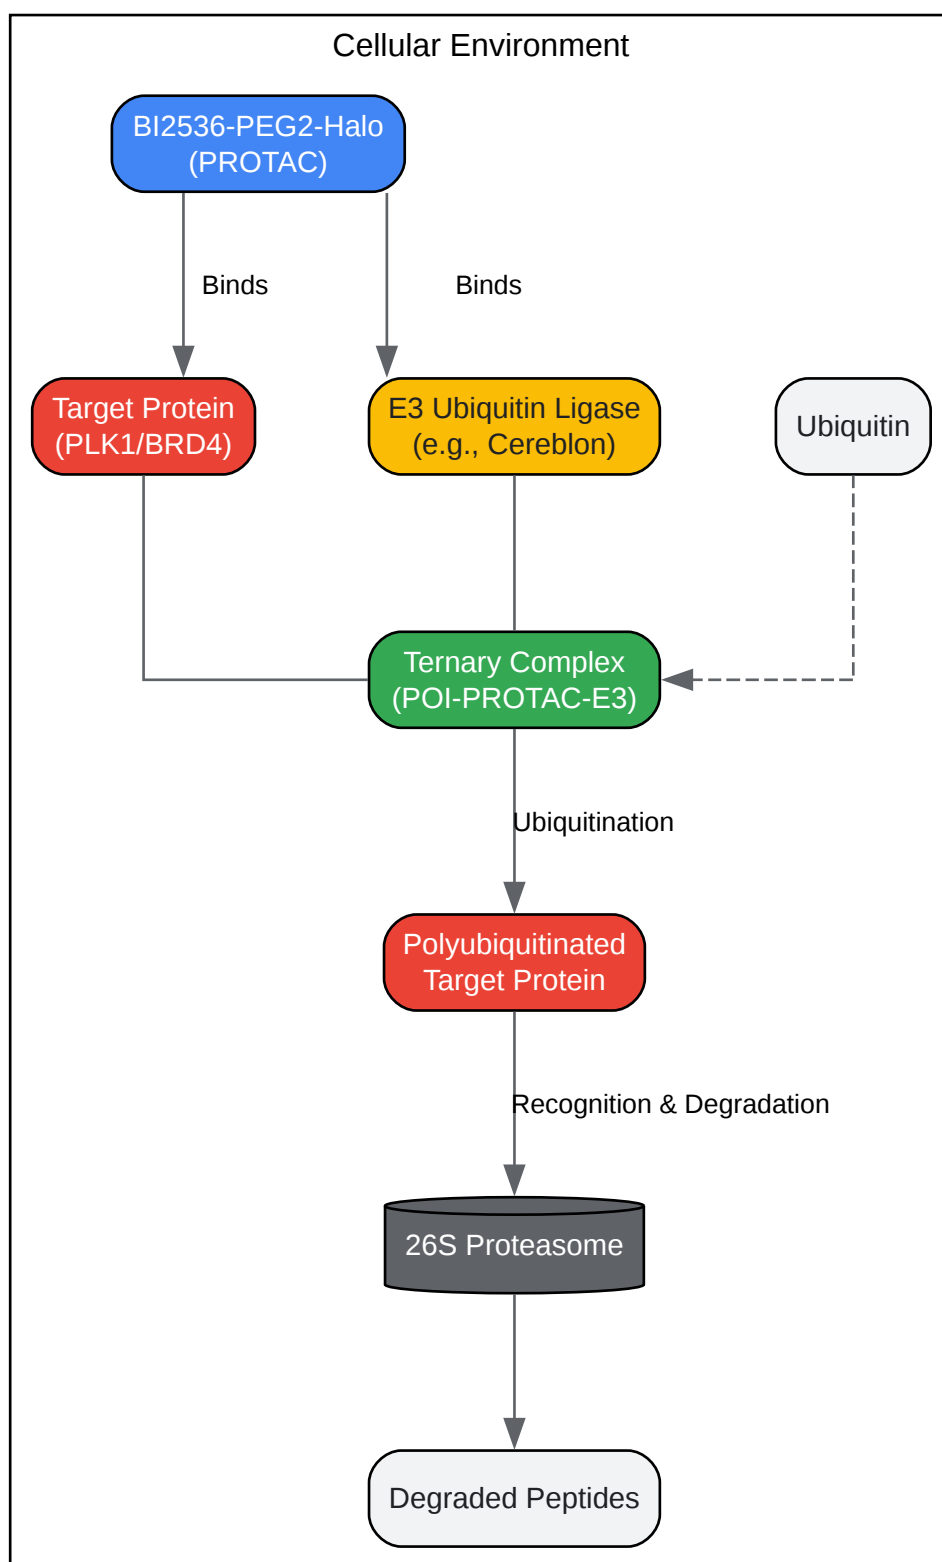 Cellular Environment
BI2536-PEG2-Halo
(PROTAC)
Binds
Binds
Target Protein
(PLK1/BRD4)
E3 Ubiquitin Ligase
(e.g., Cereblon)
Ubiquitin
Ternary Complex
(POI-PROTAC-E3)
Ubiquitination
Polyubiquitinated
Target Protein
Recognition & Degradation
26S Proteasome
Degraded Peptides